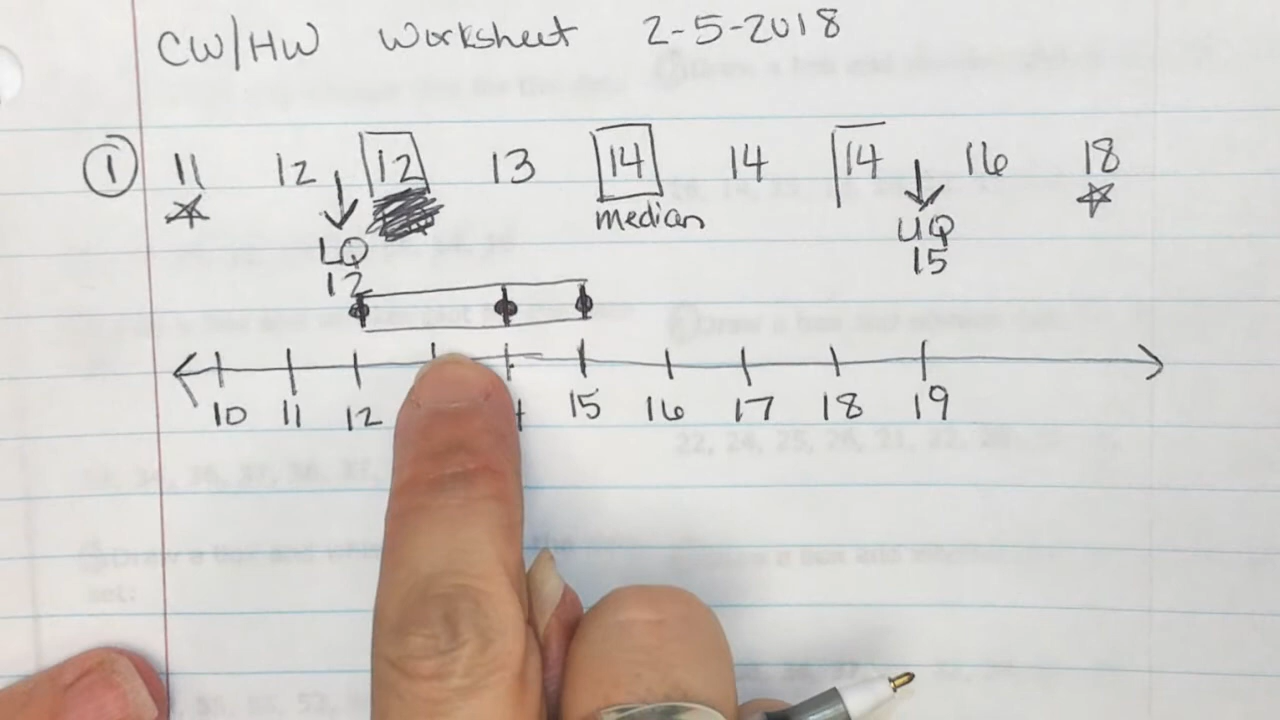 CW/HW Worksheet 2-5-2018
① 11 12 12 13 14 14 14 16 18
median
LQ UQ
12 15
10 11 12 15 16 17 18 19